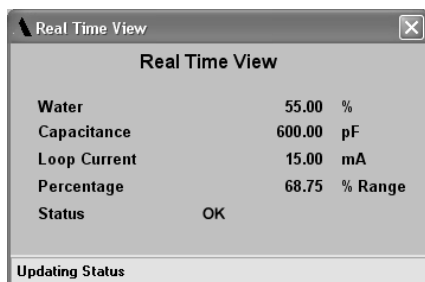 Real Time View
Real Time View
Water 55.00 %
Capacitance 600.00 pF
Loop Current 15.00 mA
Percentage 68.75 % Range
Status OK
Updating Status